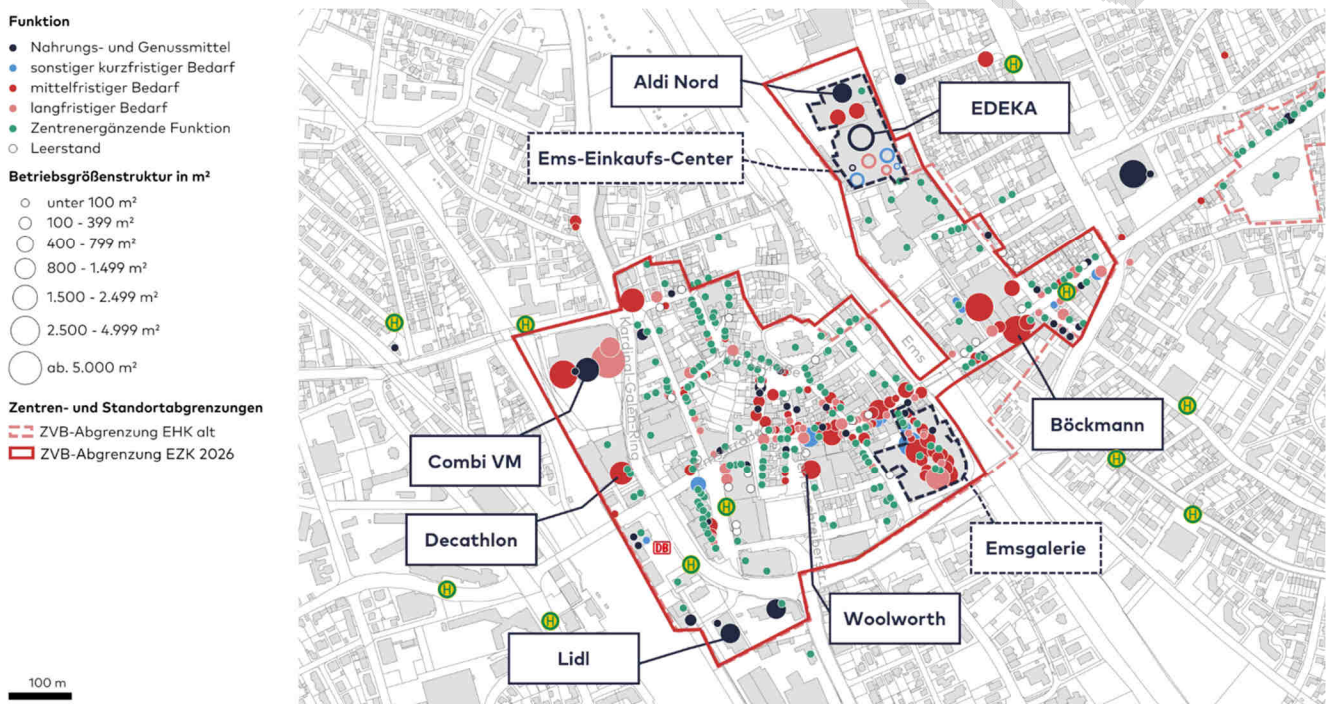 Funktion
Nahrungs- und Genussmittel
sonstiger kurzfristiger Bedarf
mittelfristiger Bedarf
langfristiger Bedarf
Zentrenergänzende Funktion
Leerstand
Betriebsgrößenstruktur in m²
unter 100 m²
100 - 399 m²
400 - 799 m²
800 - 1.499 m²
1.500 - 2.499 m²
2.500 - 4.999 m²
ab. 5.000 m²
Zentren- und Standortabgrenzungen
ZVB-Abgrenzung EHK alt
ZVB-Abgrenzung EZK 2026
100 m
Aldi Nord
EDEKA
Ems-Einkaufs-Center
H
H
H
H
Ems
Kardinal-Galen-Ring
Böckmann
H
H
Combi VM
H
H
Decathlon
DB
H
Emsgalerie
H
H
Woolworth
Lidl